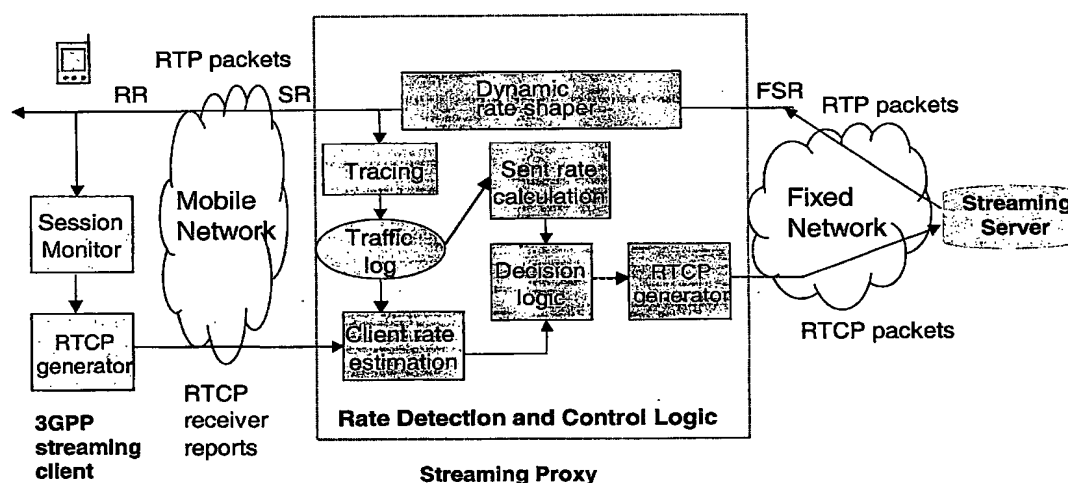 RTP packets
RR
SR
Dynamic
rate shaper
FSR
RTP packets
Tracing
Sent rate
calculation
Session
Monitor
Mobile
Network
Traffic
log
Decision
logic
RTCP
generator
Fixed
Network
Streaming
Server
RTCP
generator
Client rate
estimation
RTCP packets
RTCP
receiver
reports
3GPP
streaming
client
Rate Detection and Control Logic
Streaming Proxy